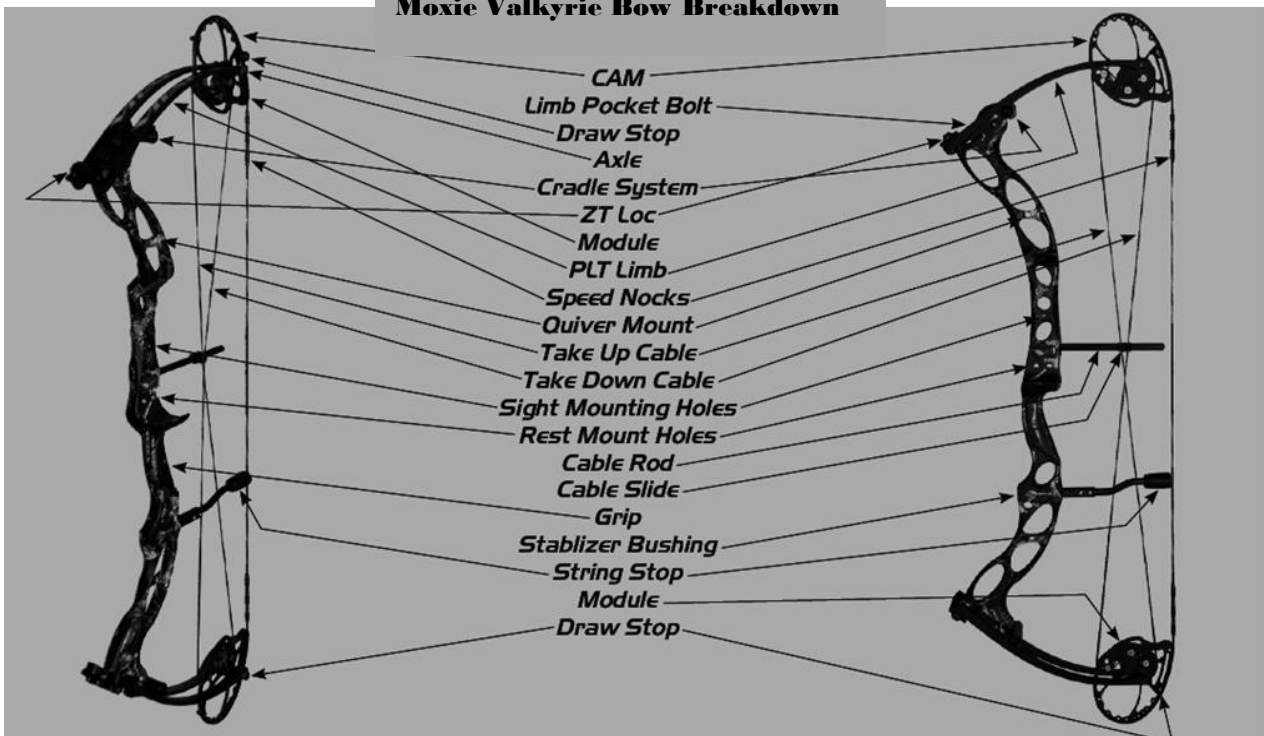 Moxie Valkyrie Bow Breakdown
CAM
Limb Pocket Bolt
Draw Stop
Axle
Cradle System
ZT Loc
Module
PLT Limb
Speed Nocks
Quiver Mount
Take Up Cable
Take Down Cable
Sight Mounting Holes
Rest Mount Holes
Cable Rod
Cable Slide
Grip
Stablizer Bushing
String Stop
Module
Draw Stop